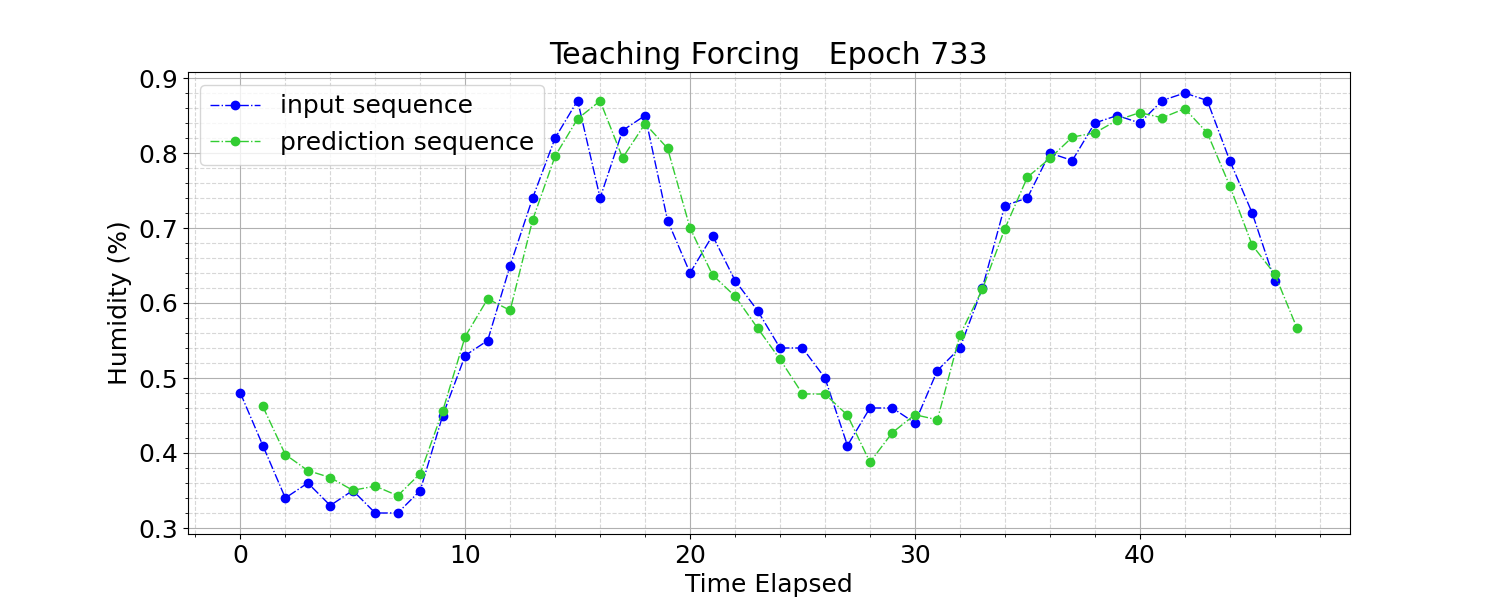 Teaching Forcing   Epoch 733
input sequence
prediction sequence
Humidity (%)
0.9
0.8
0.7
0.6
0.5
0.4
0.3
0 10 20 30 40
Time Elapsed